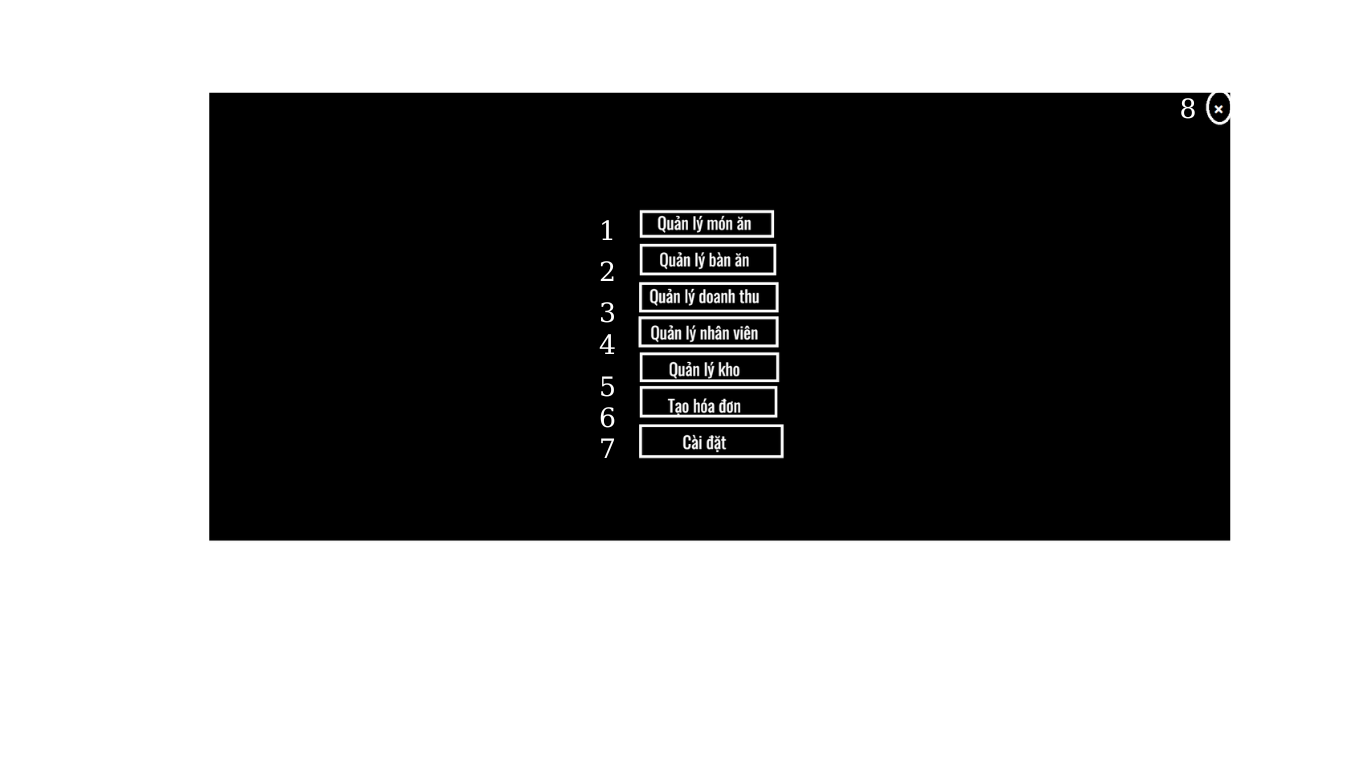 8 ×
1 Quản lý món ăn
2 Quản lý bàn ăn
3 Quản lý doanh thu
4 Quản lý nhân viên
5 Quản lý kho
6 Tạo hóa đơn
7 Cài đặt